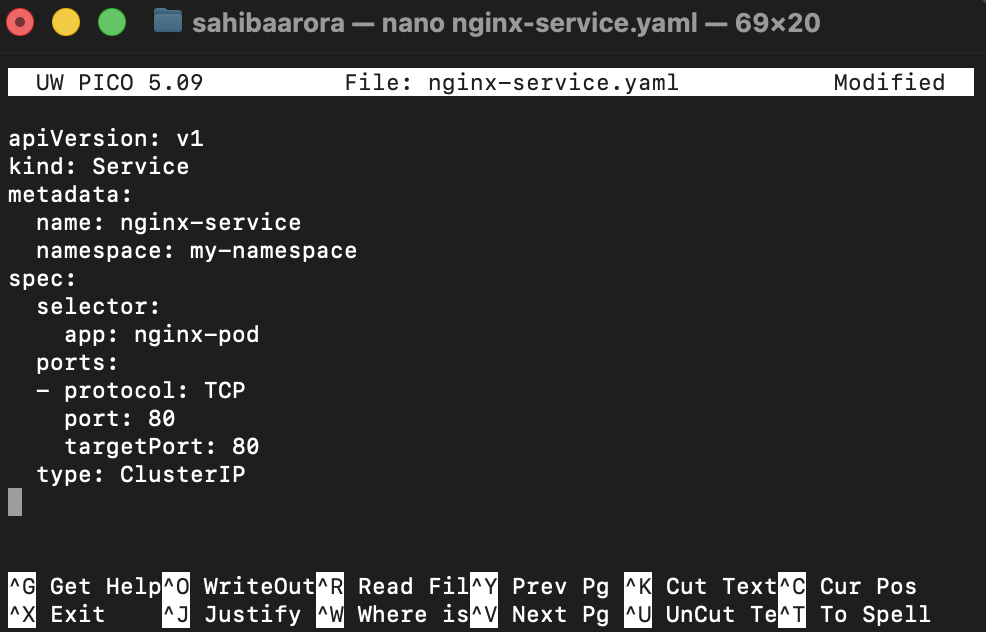 sahibaarora — nano nginx-service.yaml — 69×20
UW PICO 5.09 File: nginx-service.yaml Modified
apiVersion: v1
kind: Service
metadata:
  name: nginx-service
  namespace: my-namespace
spec:
  selector:
    app: nginx-pod
  ports:
  - protocol: TCP
    port: 80
    targetPort: 80
  type: ClusterIP
^G Get Help^O WriteOut^R Read Fil^Y Prev Pg ^K Cut Text^C Cur Pos
^X Exit ^J Justify ^W Where is^V Next Pg ^U UnCut Te^T To Spell